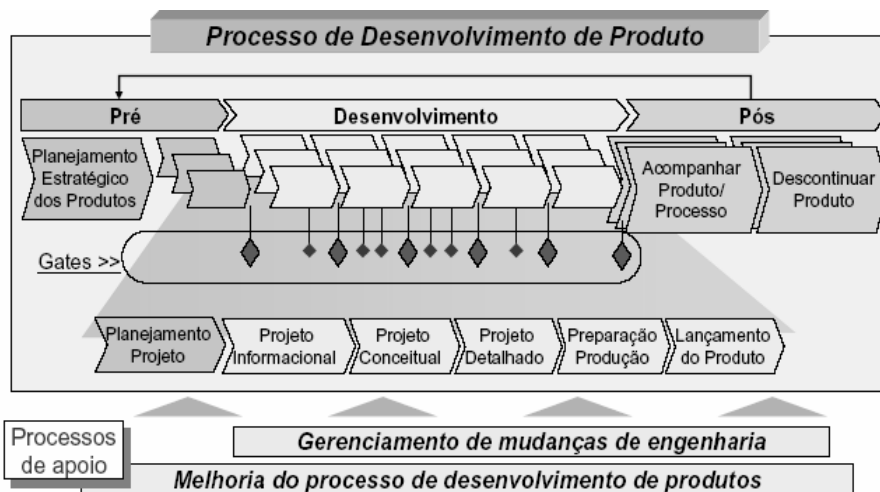 Processo de Desenvolvimento de Produto
Pré
Desenvolvimento
Pós
Planejamento
Estratégico
dos Produtos
Acompanhar
Produto/
Processo
Descontinuar
Produto
Gates >>
Planejamento
Projeto
Projeto
Informacional
Projeto
Conceitual
Projeto
Detalhado
Preparação
Produção
Lançamento
do Produto
Processos
de apoio
Gerenciamento de mudanças de engenharia
Melhoria do processo de desenvolvimento de produtos